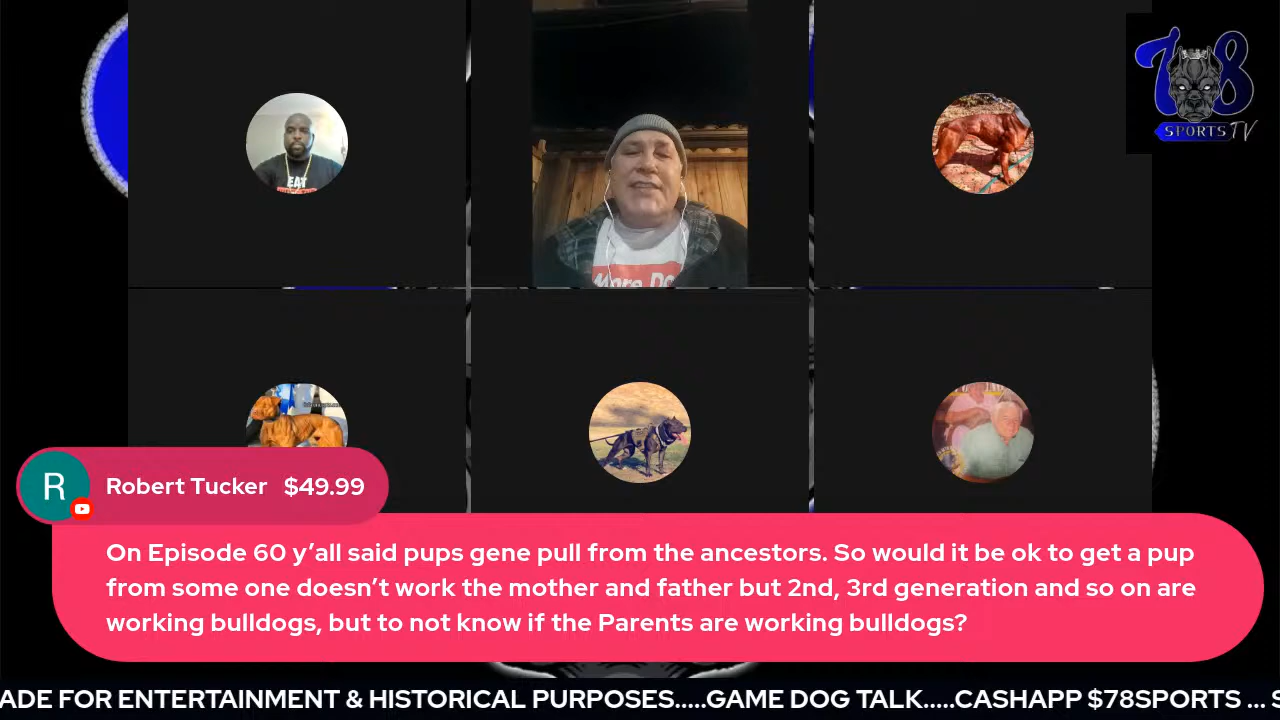 78
SPORTS TV
EAT
More Do
R
Robert Tucker $49.99
On Episode 60 y’all said pups gene pull from the ancestors. So would it be ok to get a pup
from some one doesn’t work the mother and father but 2nd, 3rd generation and so on are
working bulldogs, but to not know if the Parents are working bulldogs?
ADE FOR ENTERTAINMENT & HISTORICAL PURPOSES.....GAME DOG TALK.....CASHAPP $78SPORTS ... S